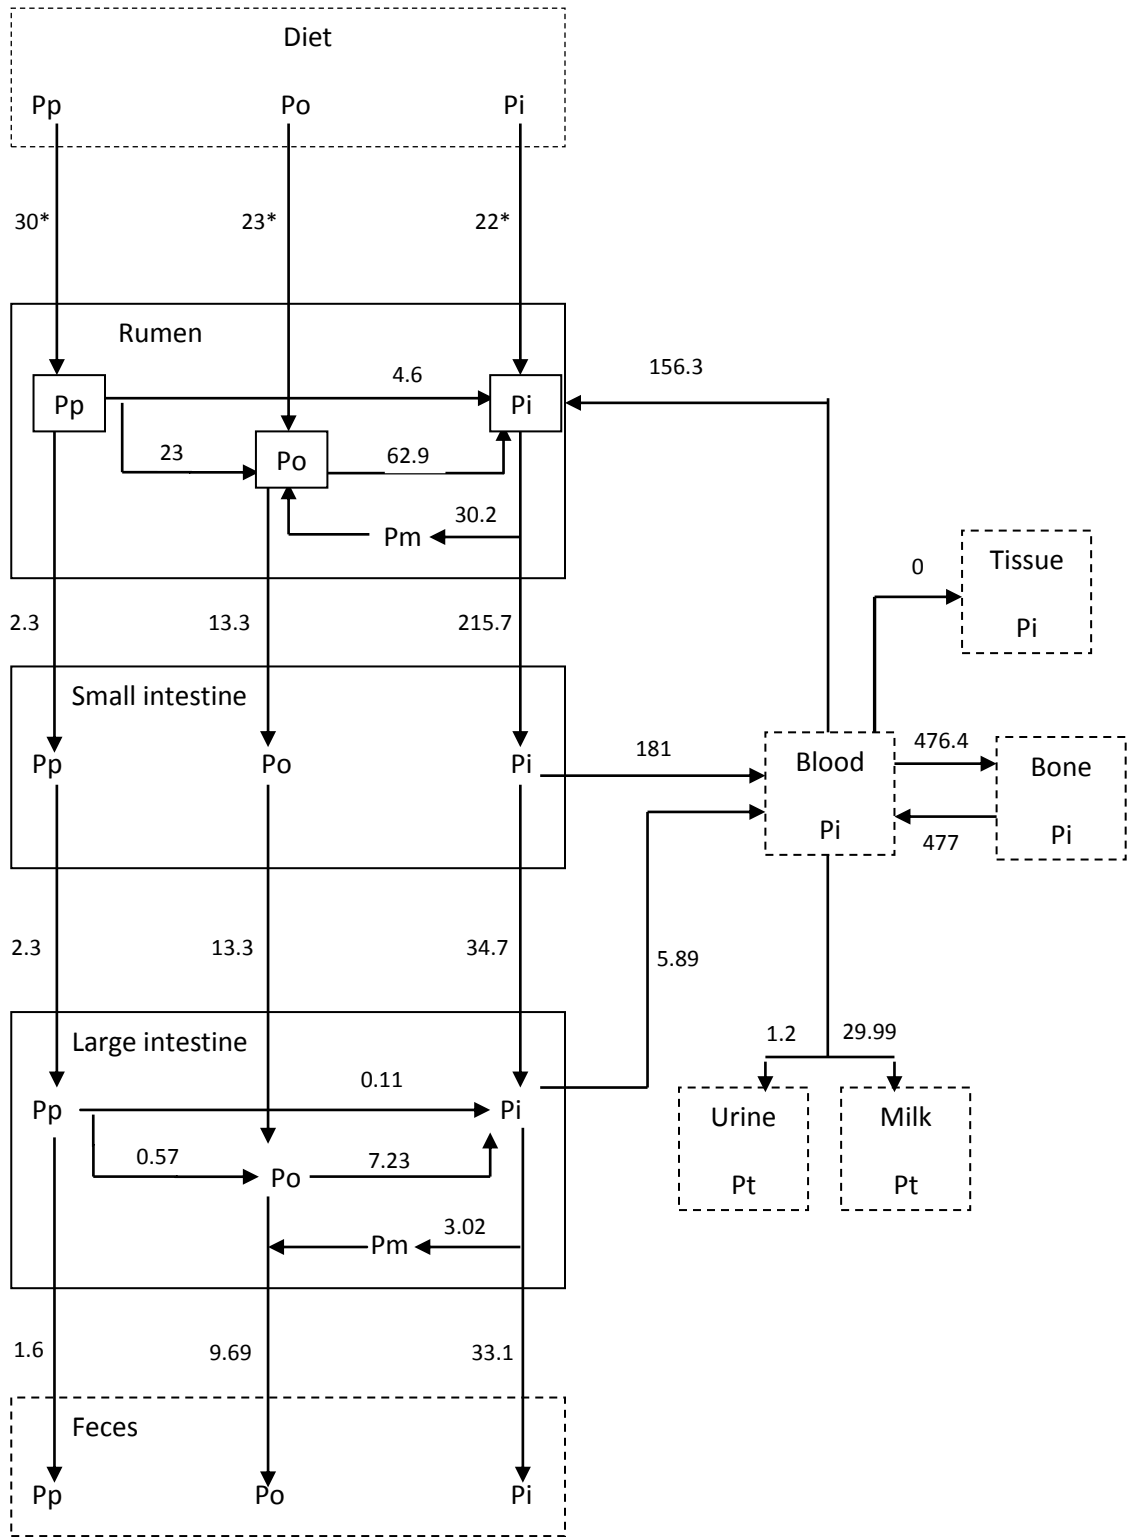 Diet
Pp Po Pi
30* 23* 22*
Rumen
4.6 156.3
Pp Pi
23 Po 62.9
Pm 30.2
0 Tissue
Pi
2.3 13.3 215.7
Small intestine
Pp Po Pi
181 Blood 476.4 Bone
Pi 477 Pi
2.3 13.3 34.7
5.89
Large intestine
1.2 29.99
0.11
Pp Pi
Urine Milk
0.57 Po 7.23
Pt Pt
Pm 3.02
1.6 9.69 33.1
Feces
Pp Po Pi